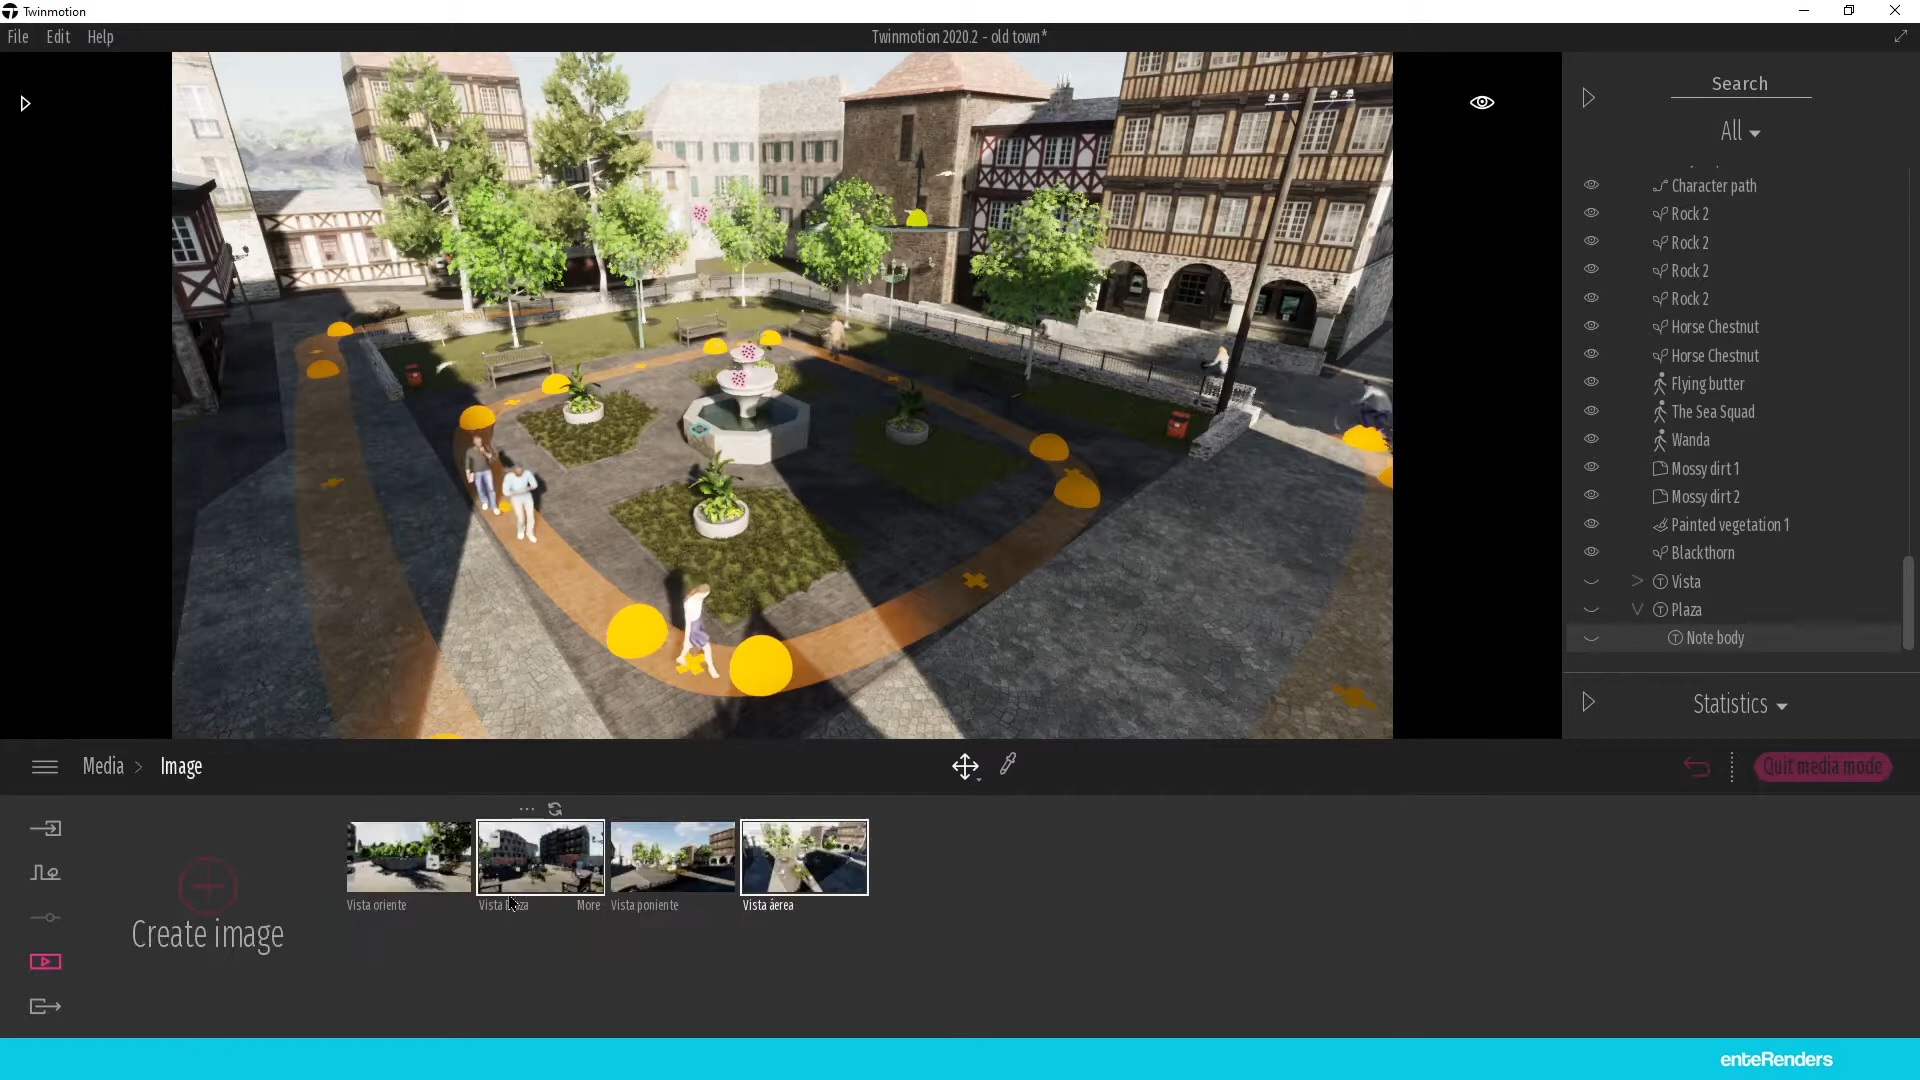 Twinmotion
File Edit Help
Twinmotion 2020.2 - old town*
Search
All
Character path
Rock 2
Rock 2
Rock 2
Rock 2
Horse Chestnut
Horse Chestnut
Flying butter
The Sea Squad
Wanda
Mossy dirt 1
Mossy dirt 2
Painted vegetation 1
Blackthorn
Vista
Plaza
Note body
Statistics
Media > Image
Quit media mode
Create image
Vista oriente
Vista
More
Vista poniente
Vista áerea
enteRenders